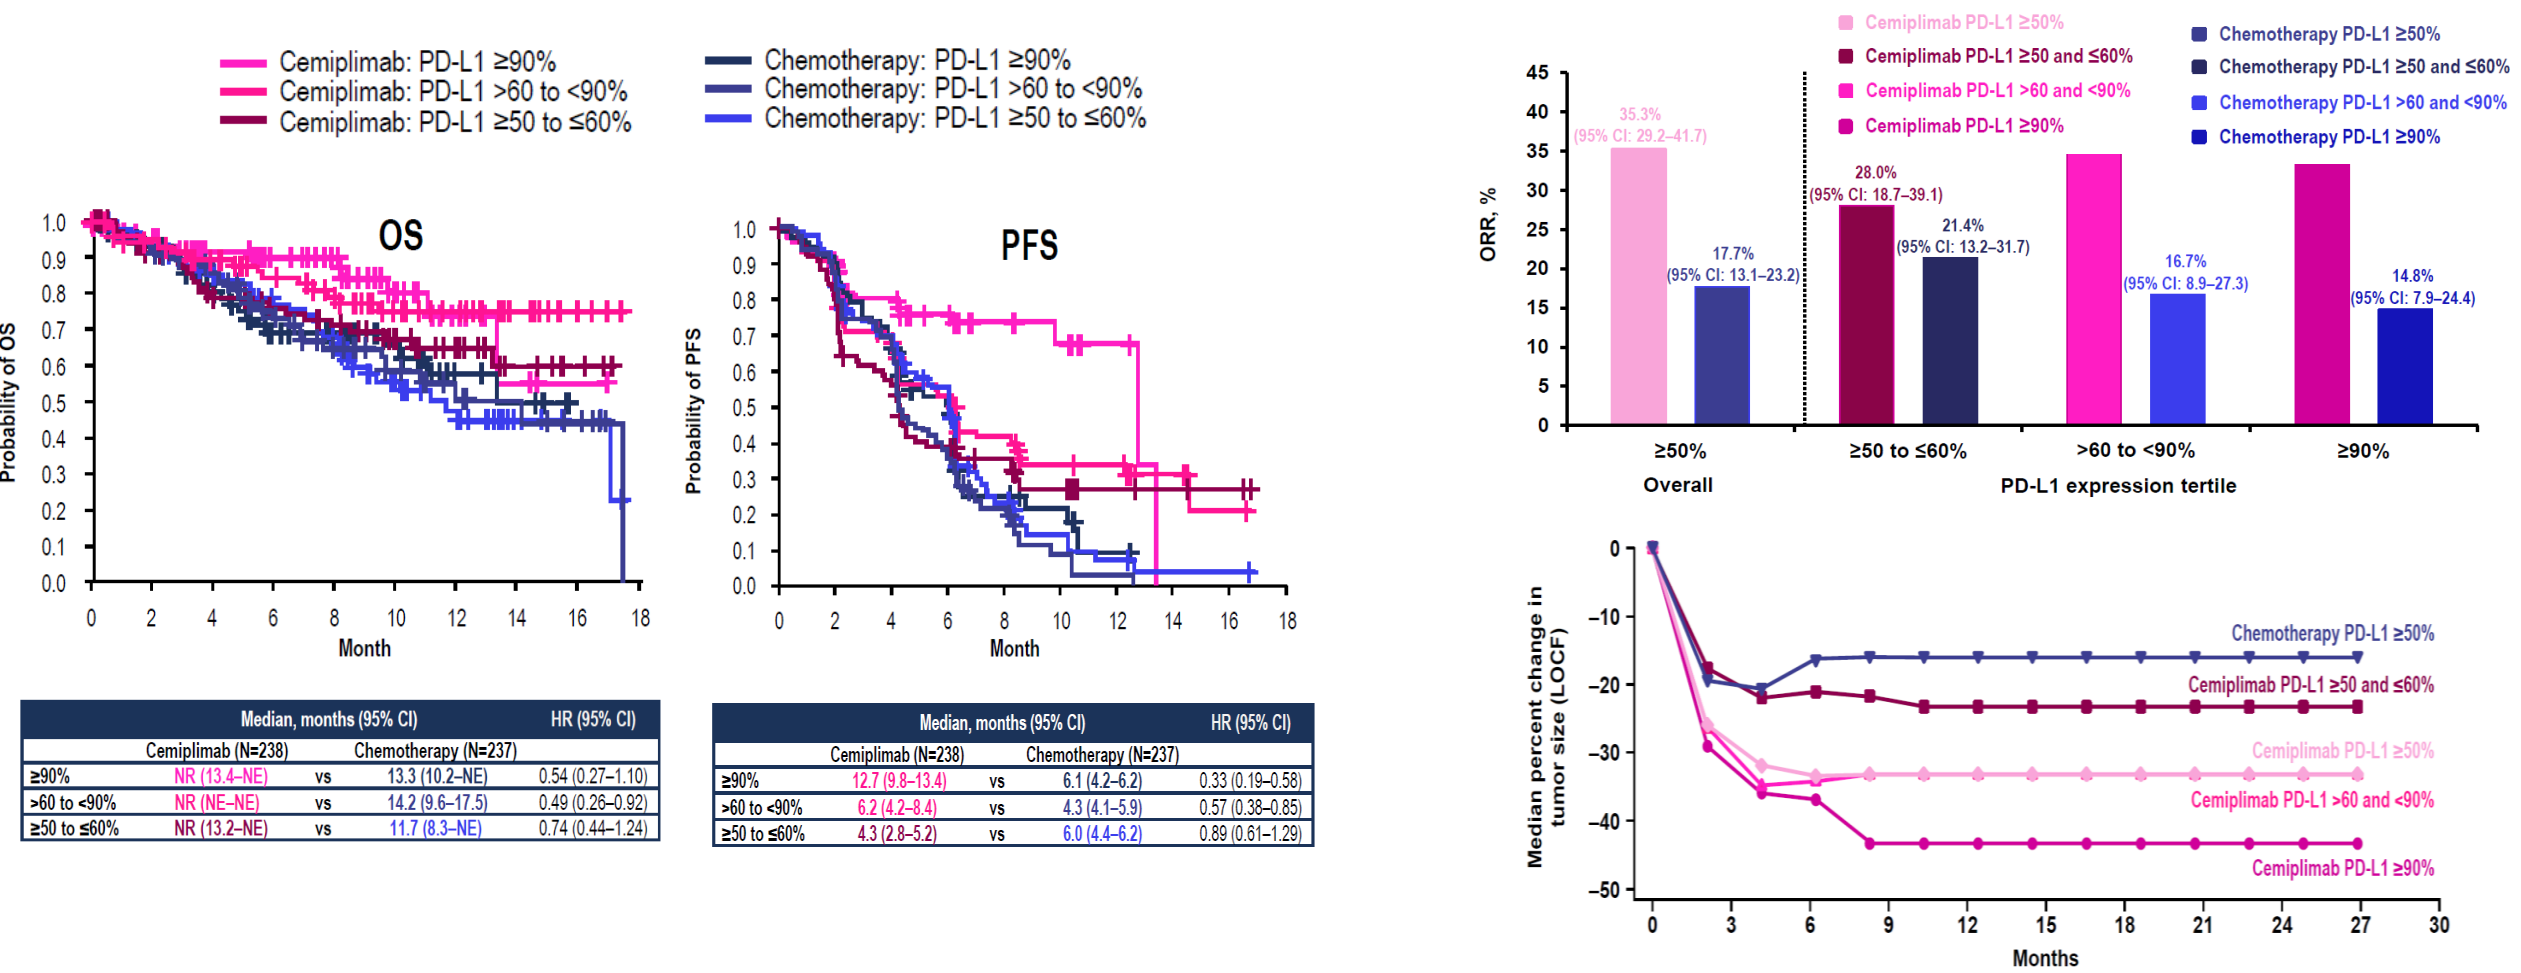 Cemiplimab: PD-L1 ≥90%
Cemiplimab: PD-L1 >60 to <90%
Cemiplimab: PD-L1 ≥50 to ≤60%
Chemotherapy: PD-L1 ≥90%
Chemotherapy: PD-L1 >60 to <90%
Chemotherapy: PD-L1 ≥50 to ≤60%
OS
Probability of OS
1.0
0.9
0.8
0.7
0.6
0.5
0.4
0.3
0.2
0.1
0.0
0 2 4 6 8 10 12 14 16 18
Month
PFS
Probability of PFS
1.0
0.9
0.8
0.7
0.6
0.5
0.4
0.3
0.2
0.1
0.0
0 2 4 6 8 10 12 14 16 18
Month
Median, months (95% CI) HR (95% CI)
Cemiplimab (N=238) Chemotherapy (N=237)
≥90% NR (13.4–NE) vs 13.3 (10.2–NE) 0.54 (0.27–1.10)
>60 to <90% NR (NE–NE) vs 14.2 (9.6–17.5) 0.49 (0.26–0.92)
≥50 to ≤60% NR (13.2–NE) vs 11.7 (8.3–NE) 0.74 (0.44–1.24)
Median, months (95% CI) HR (95% CI)
Cemiplimab (N=238) Chemotherapy (N=237)
≥90% 12.7 (9.8–13.4) vs 6.1 (4.2–6.2) 0.33 (0.19–0.58)
>60 to <90% 6.2 (4.2–8.4) vs 4.3 (4.1–5.9) 0.57 (0.38–0.85)
≥50 to ≤60% 4.3 (2.8–5.2) vs 6.0 (4.4–6.2) 0.89 (0.61–1.29)
Cemiplimab PD-L1 ≥50%
Cemiplimab PD-L1 ≥50 and ≤60%
Cemiplimab PD-L1 >60 and <90%
Cemiplimab PD-L1 ≥90%
Chemotherapy PD-L1 ≥50%
Chemotherapy PD-L1 ≥50 and ≤60%
Chemotherapy PD-L1 >60 and <90%
Chemotherapy PD-L1 ≥90%
ORR, %
45
40
35
30
25
20
15
10
5
0
35.3%
(95% CI: 29.2–41.7)
17.7%
(95% CI: 13.1–23.2)
28.0%
(95% CI: 18.7–39.1)
21.4%
(95% CI: 13.2–31.7)
16.7%
(95% CI: 8.9–27.3)
14.8%
(95% CI: 7.9–24.4)
≥50% ≥50 to ≤60% >60 to <90% ≥90%
Overall PD-L1 expression tertile
Median percent change in
tumor size (LOCF)
0
–10
–20
–30
–40
–50
Chemotherapy PD-L1 ≥50%
Cemiplimab PD-L1 ≥50 and ≤60%
Cemiplimab PD-L1 ≥50%
Cemiplimab PD-L1 >60 and <90%
Cemiplimab PD-L1 ≥90%
0 3 6 9 12 15 18 21 24 27 30
Months